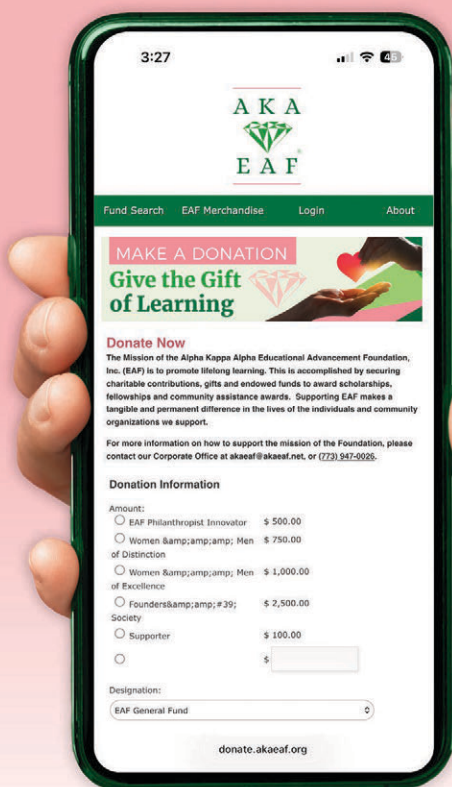 3:27
46
AKA
EAF
®
Fund Search EAF Merchandise Login About
MAKE A DONATION
Give the Gift
of Learning
Donate Now
The Mission of the Alpha Kappa Alpha Educational Advancement Foundation,
Inc. (EAF) is to promote lifelong learning. This is accomplished by securing
charitable contributions, gifts and endowed funds to award scholarships,
fellowships and community assistance awards. Supporting EAF makes a
tangible and permanent difference in the lives of the individuals and community
organizations we support.
For more information on how to support the mission of the Foundation, please
contact our Corporate Office at akaeaf@akaeaf.net, or (773) 947-0026.
Donation Information
Amount:
EAF Philanthropist Innovator $ 500.00
Women &amp;amp;amp; Men $ 750.00
of Distinction
Women &amp;amp;amp; Men $ 1,000.00
of Excellence
Founders&amp;amp;#39; $ 2,500.00
Society
Supporter $ 100.00
$
Designation:
EAF General Fund
donate.akaeaf.org